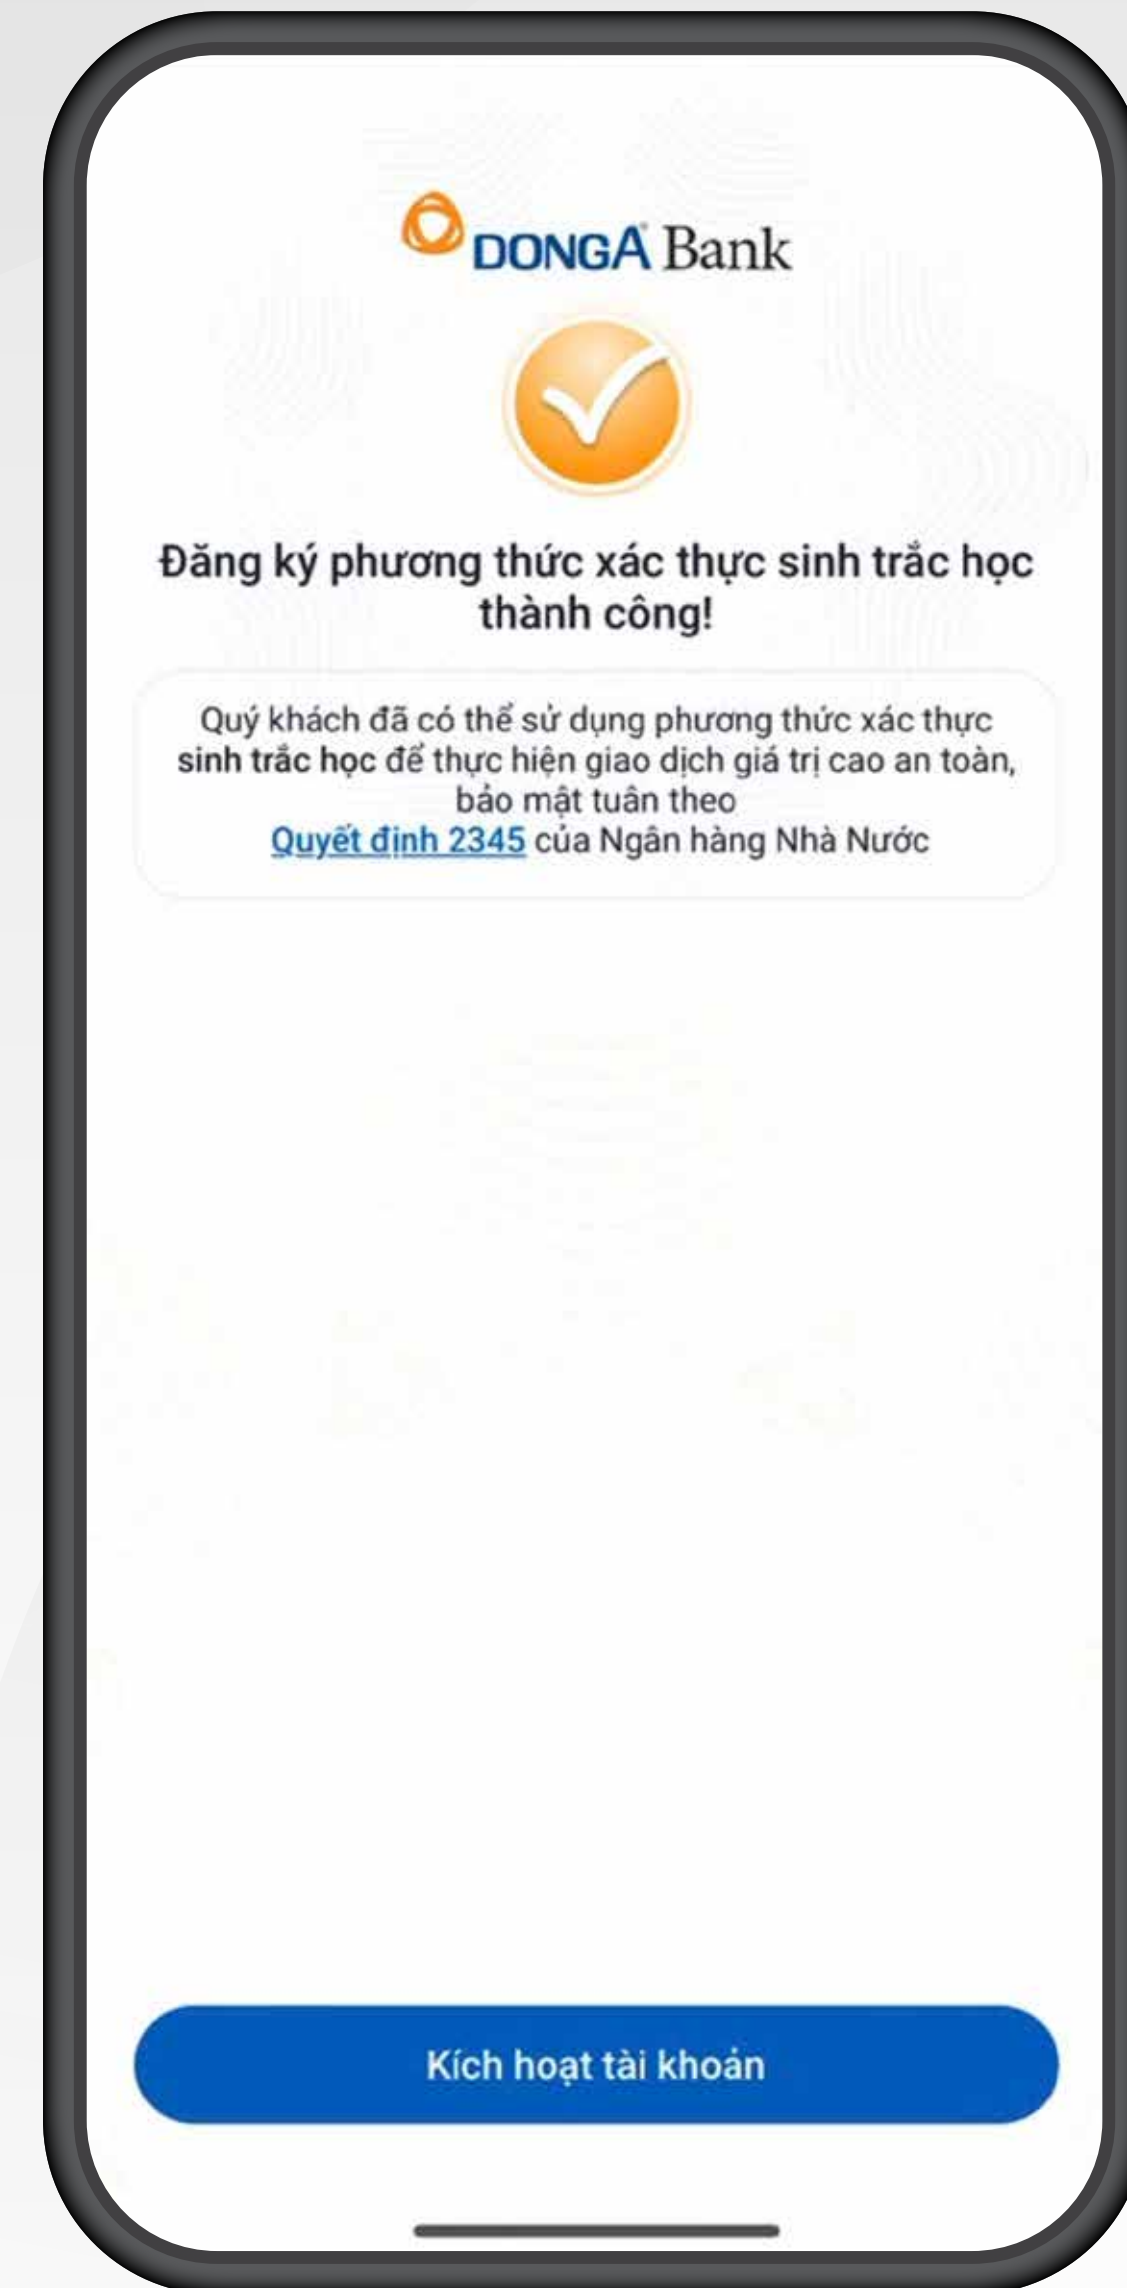 DONGA Bank
Đăng ký phương thức xác thực sinh trắc học
thành công!
Quý khách đã có thể sử dụng phương thức xác thực
sinh trắc học để thực hiện giao dịch giá trị cao an toàn,
bảo mật tuân theo
Quyết định 2345 của Ngân hàng Nhà Nước
Kích hoạt tài khoản